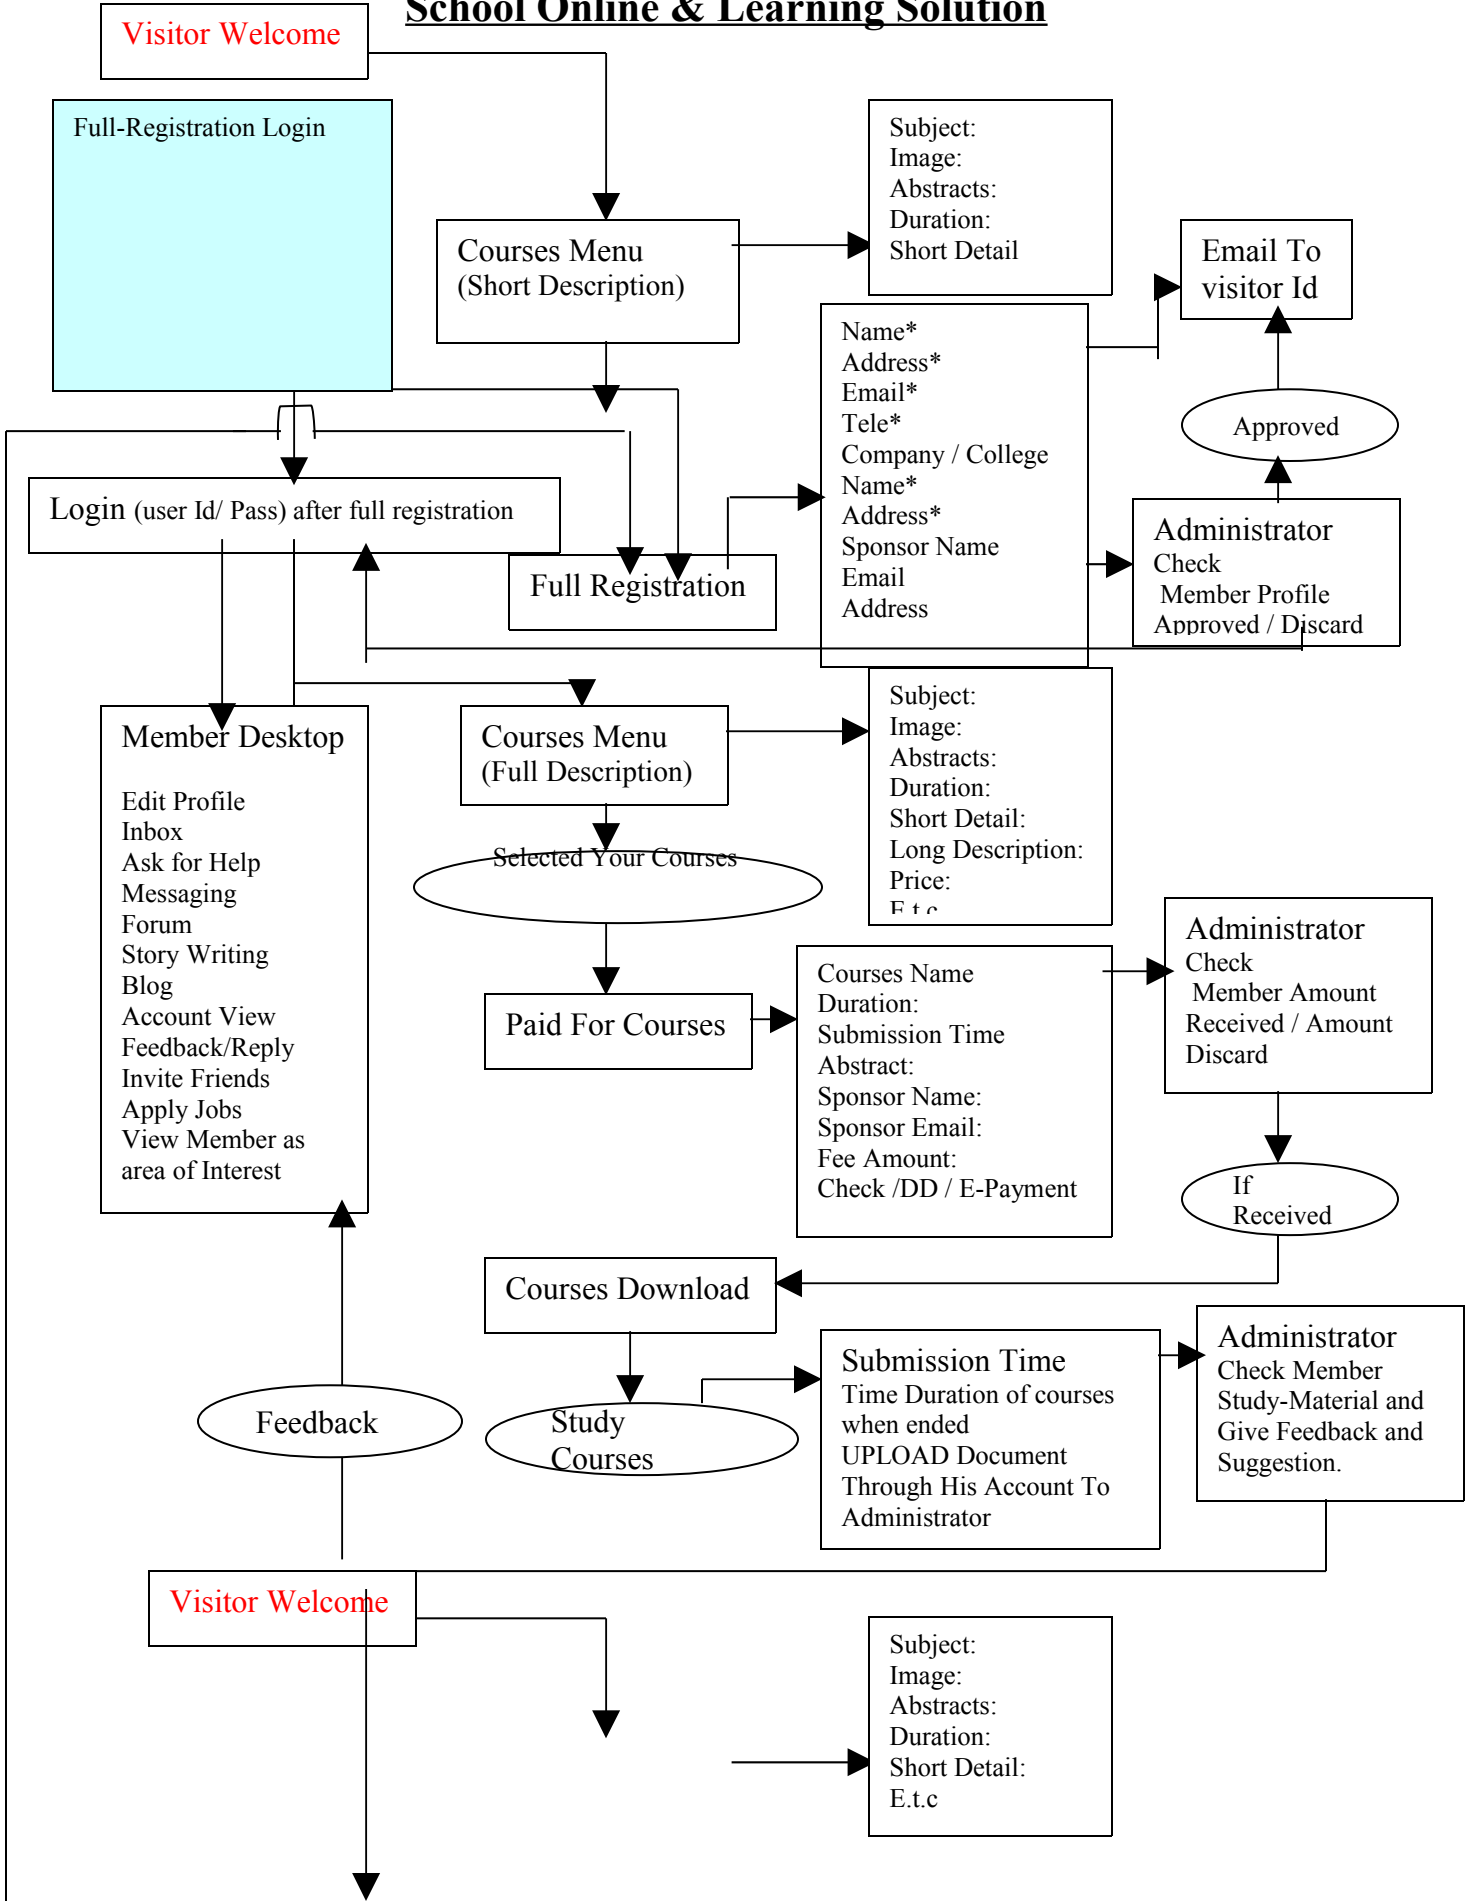 School Online & Learning Solution
Visitor Welcome
Full-Registration Login
Subject:
Image:
Abstracts:
Duration:
Short Detail
Courses Menu
(Short Description)
Email To
visitor Id
Name*
Address*
Email*
Tele*
Company / College
Name*
Address*
Sponsor Name
Email
Address
Approved
Login (user Id/ Pass) after full registration
Full Registration
Administrator
Check
Member Profile
Approved / Discard
Member Desktop
Edit Profile
Inbox
Ask for Help
Messaging
Forum
Story Writing
Blog
Account View
Feedback/Reply
Invite Friends
Apply Jobs
View Member as
area of Interest
Courses Menu
(Full Description)
Subject:
Image:
Abstracts:
Duration:
Short Detail:
Long Description:
Price:
E.t.c
Selected Your Courses
Paid For Courses
Courses Name
Duration:
Submission Time
Abstract:
Sponsor Name:
Sponsor Email:
Fee Amount:
Check /DD / E-Payment
Administrator
Check
Member Amount
Received / Amount
Discard
If
Received
Courses Download
Study
Courses
Submission Time
Time Duration of courses
when ended
UPLOAD Document
Through His Account To
Administrator
Administrator
Check Member
Study-Material and
Give Feedback and
Suggestion.
Feedback
Visitor Welcome
Subject:
Image:
Abstracts:
Duration:
Short Detail:
E.t.c